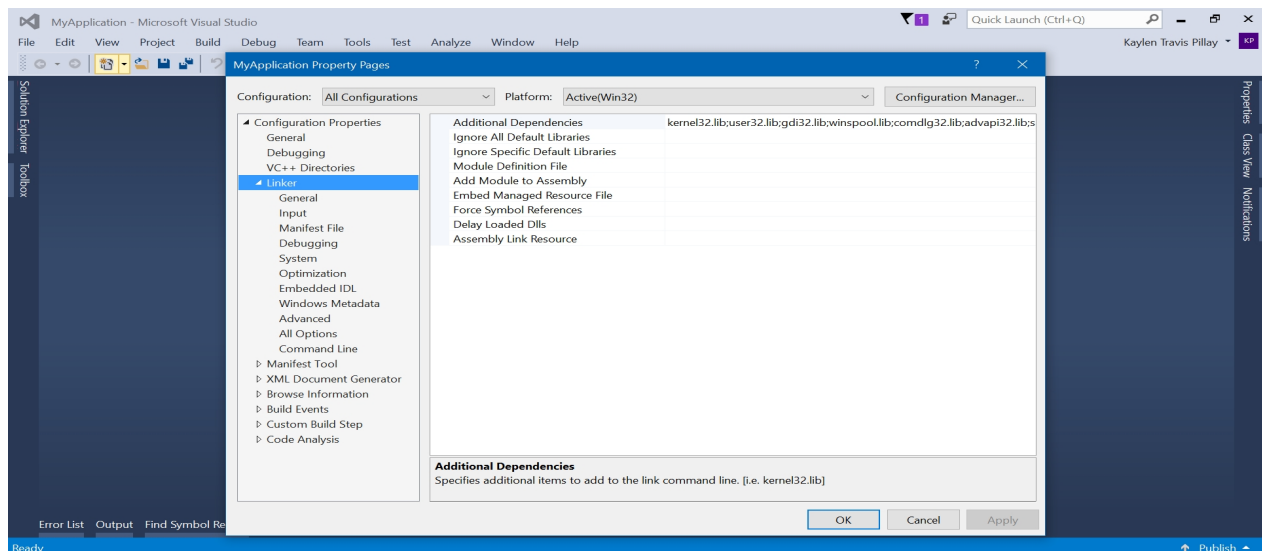 MyApplication - Microsoft Visual Studio
1
Quick Launch (Ctrl+Q)
File Edit View Project Build Debug Team Tools Test Analyze Window Help
Kaylen Travis Pillay
KP
Solution Explorer
Toolbox
MyApplication Property Pages
?
Configuration: All Configurations
Platform: Active(Win32)
Configuration Manager...
Configuration Properties
General
Debugging
VC++ Directories
Linker
General
Input
Manifest File
Debugging
System
Optimization
Embedded IDL
Windows Metadata
Advanced
All Options
Command Line
Manifest Tool
XML Document Generator
Browse Information
Build Events
Custom Build Step
Code Analysis
Additional Dependencies kernel32.lib;user32.lib;gdi32.lib;winspool.lib;comdlg32.lib;advapi32.lib;s
Ignore All Default Libraries
Ignore Specific Default Libraries
Module Definition File
Add Module to Assembly
Embed Managed Resource File
Force Symbol References
Delay Loaded Dlls
Assembly Link Resource
Additional Dependencies
Specifies additional items to add to the link command line. [i.e. kernel32.lib]
OK Cancel Apply
Properties
Class View
Notifications
Error List Output Find Symbol Re
Ready
Publish